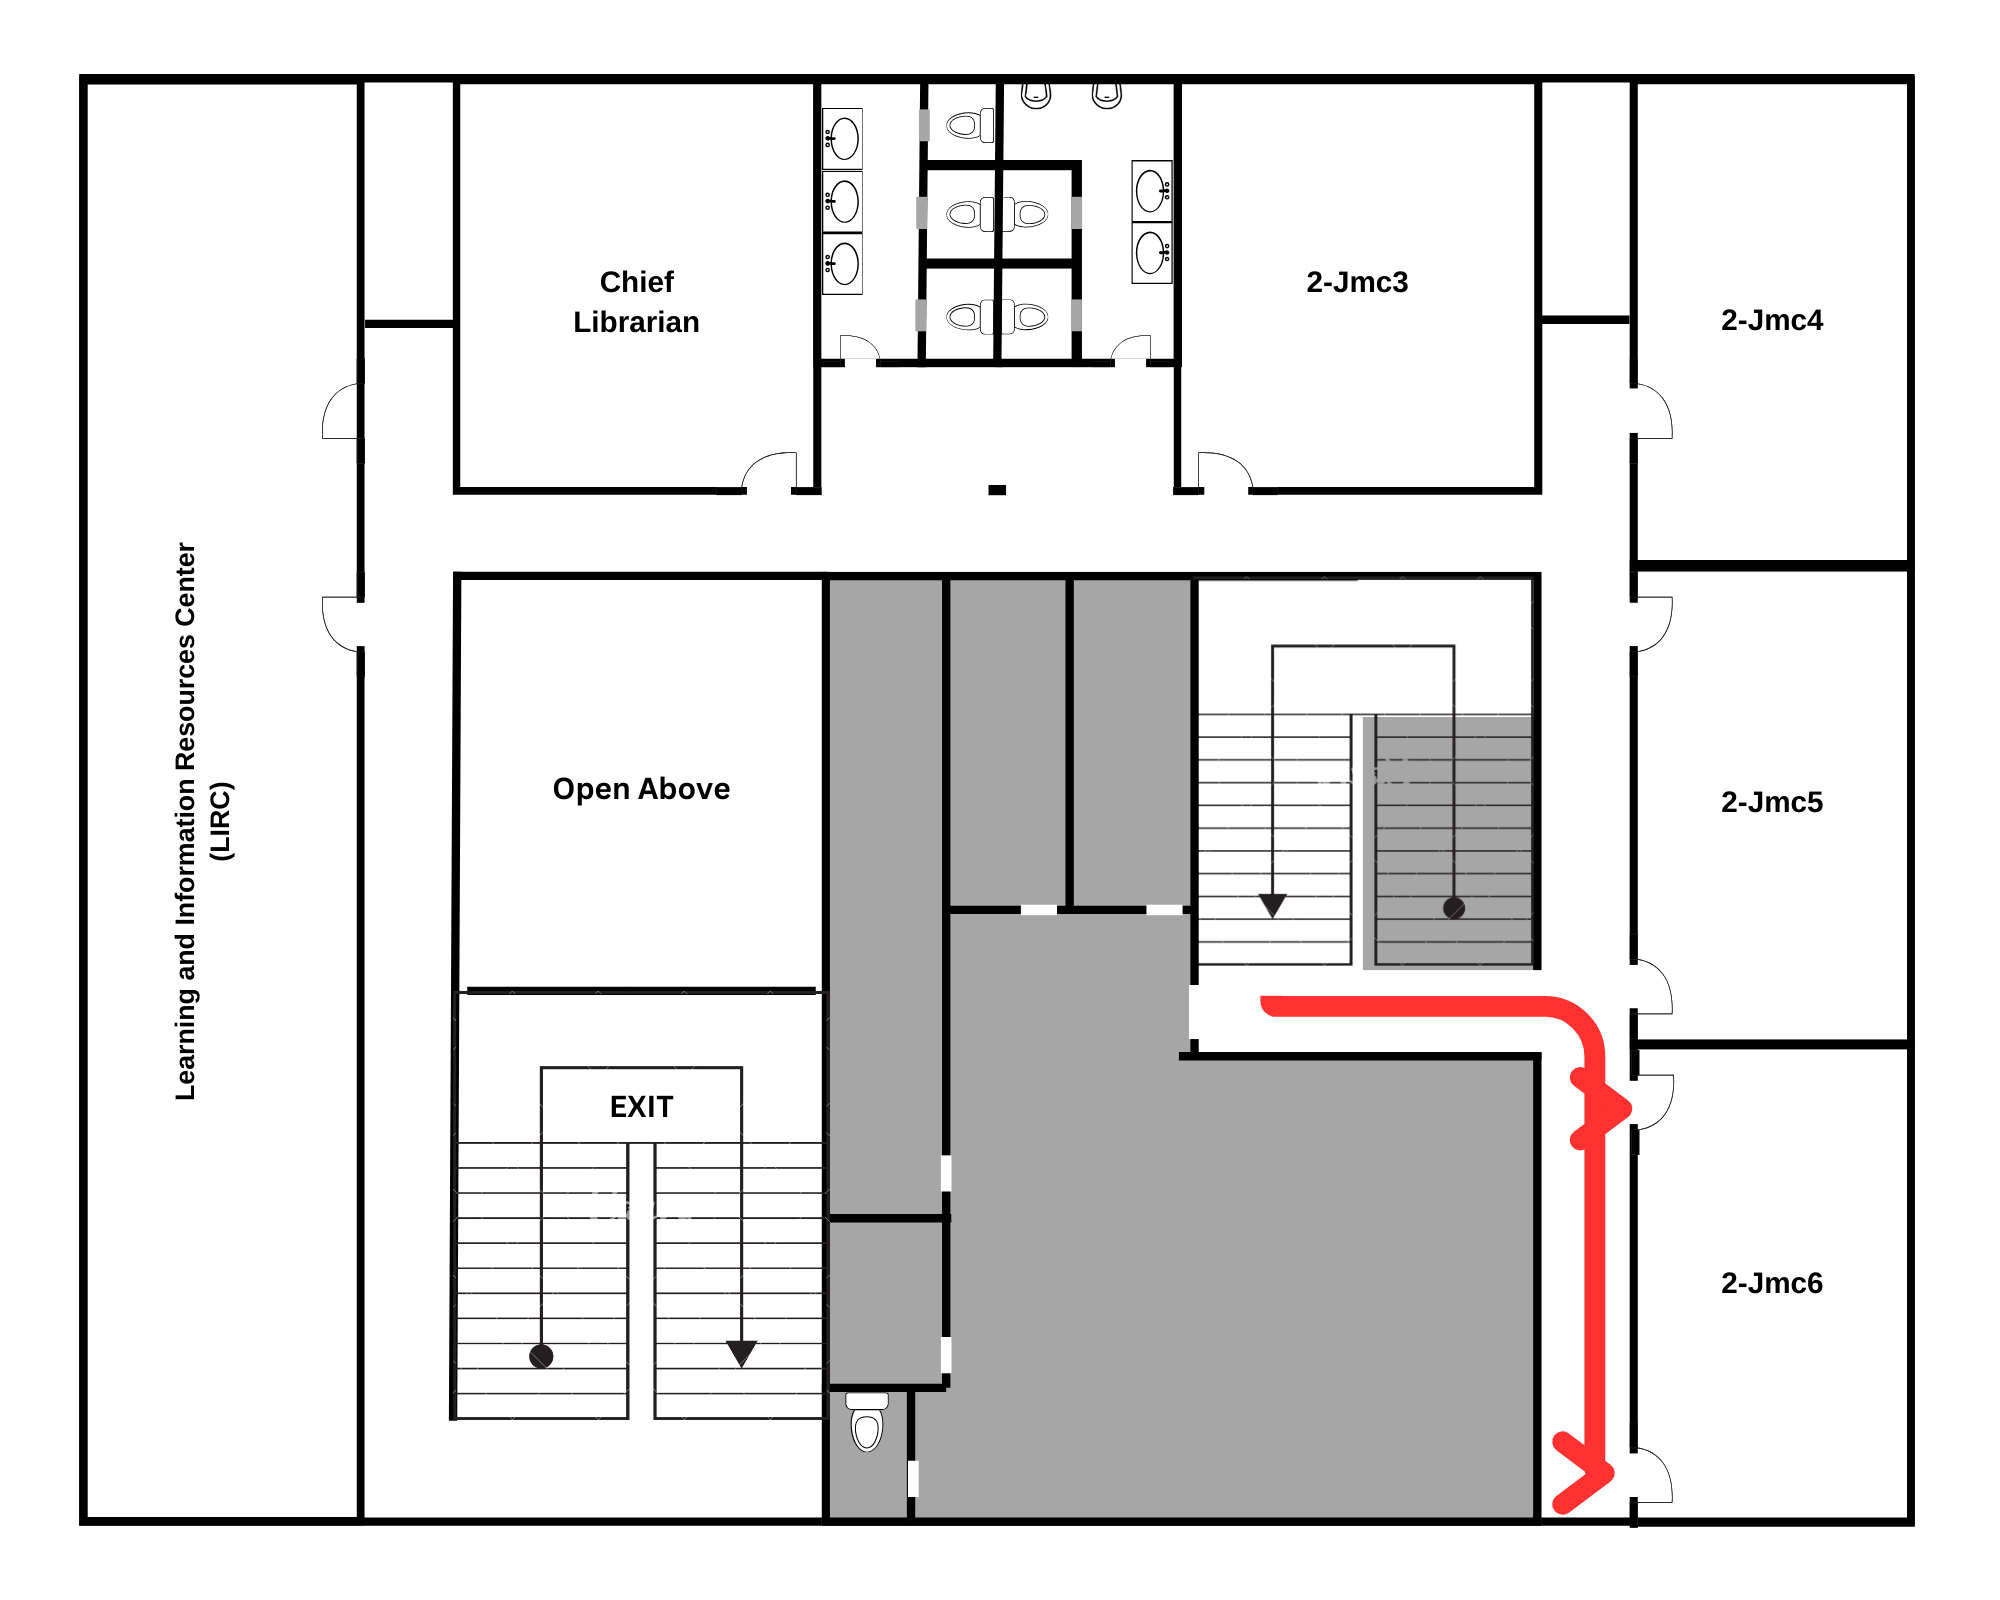 Chief
Librarian
2-Jmc3
2-Jmc4
Learning and Information Resources Center
(LIRC)
Open Above
2-Jmc5
EXIT
2-Jmc6